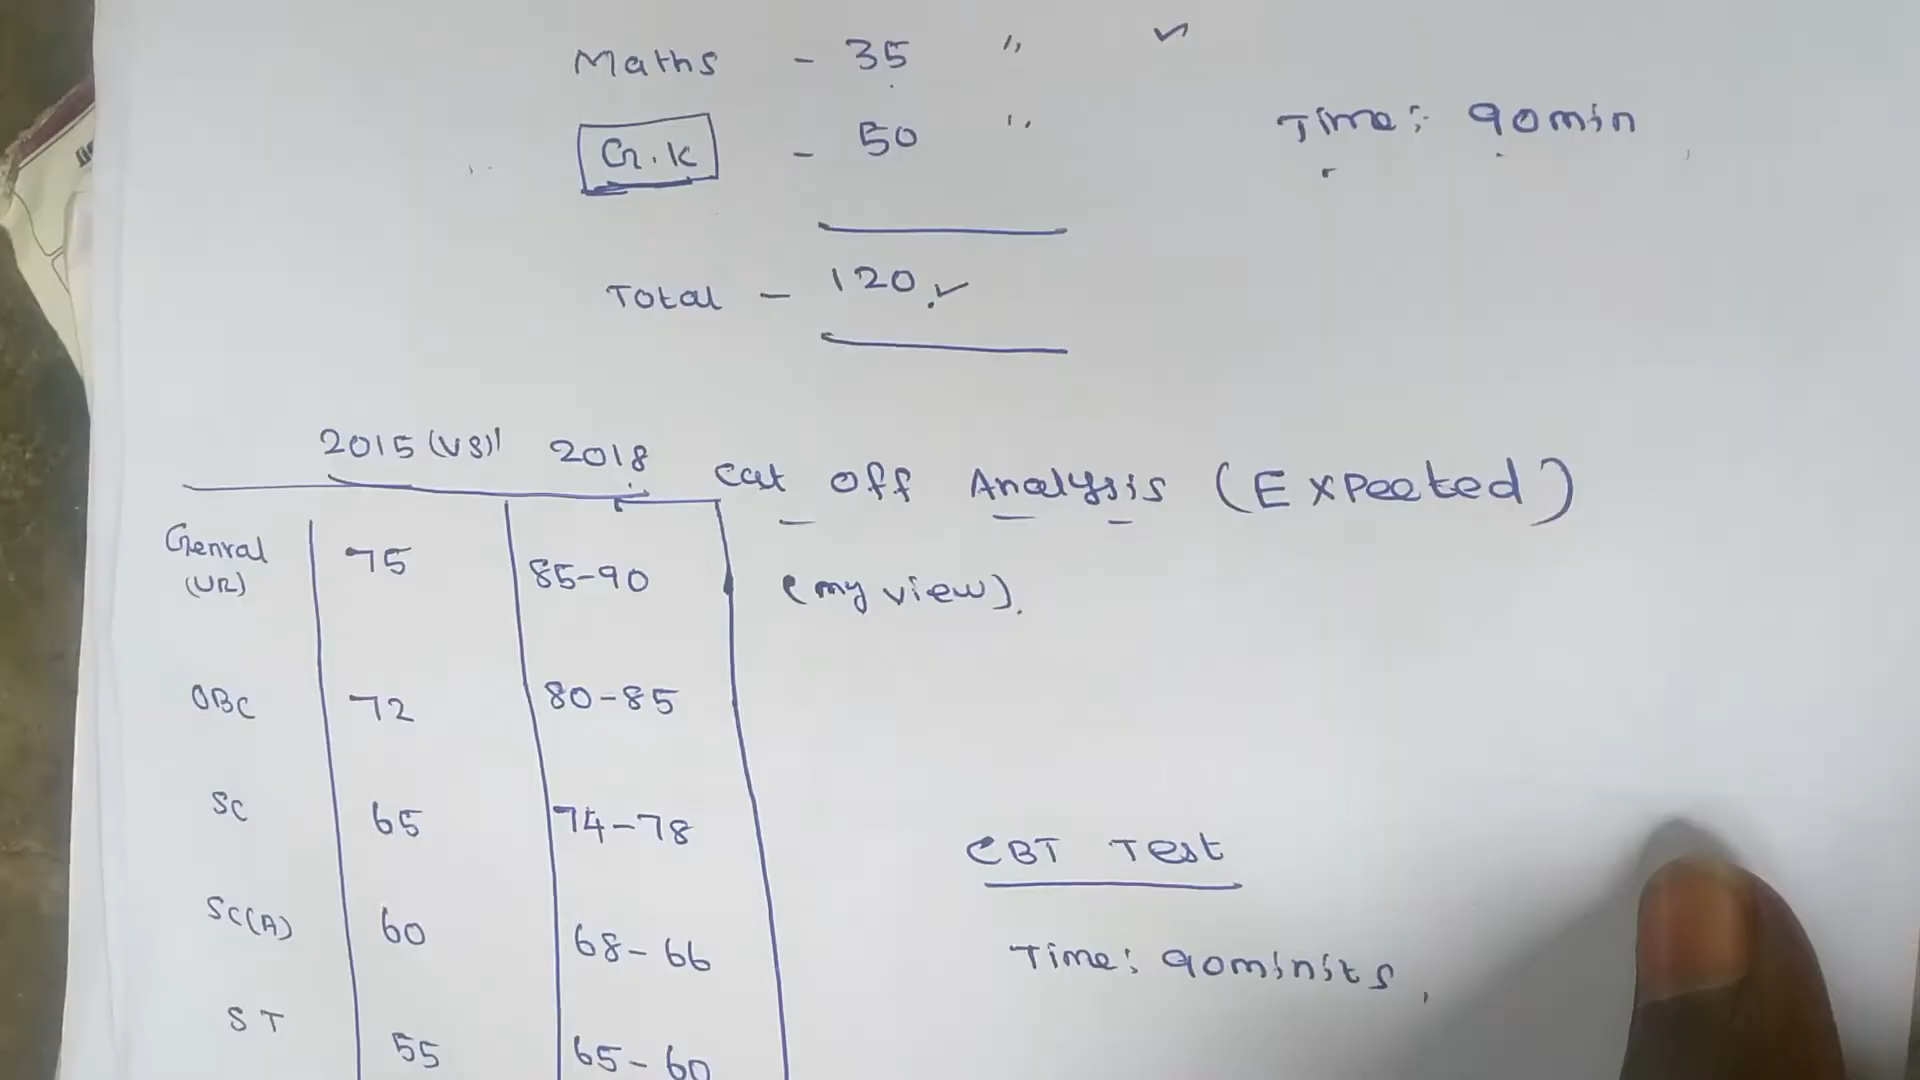 Maths - 35 "
G.K - 50 "
Time: 90min
Total - 120
2015 (VS) 2018
Cut Off Analysis (Expected)
Genral (UR) 75 85-90
(my view).
OBC 72 80-85
SC 65 74-78
CBT Test
SC(A) 60 68-66
Time: 90minits,
ST 55 65-60